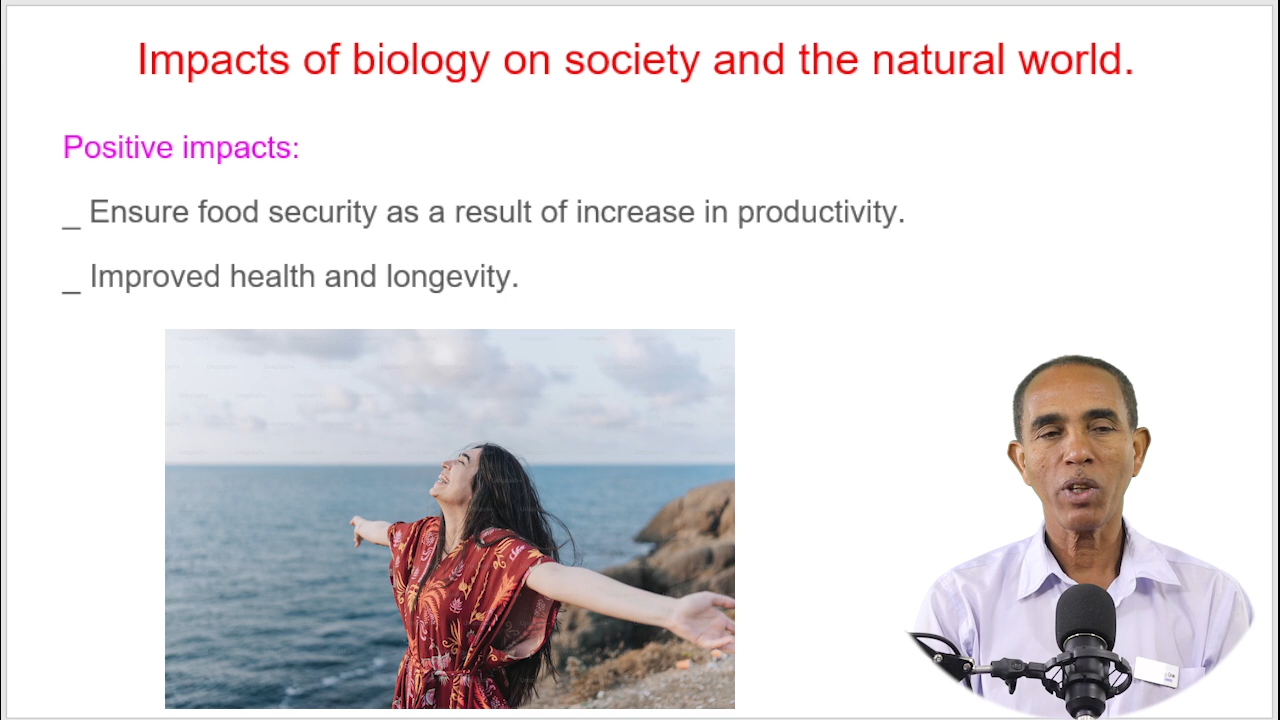 Impacts of biology on society and the natural world.
Positive impacts:
_ Ensure food security as a result of increase in productivity.
_ Improved health and longevity.